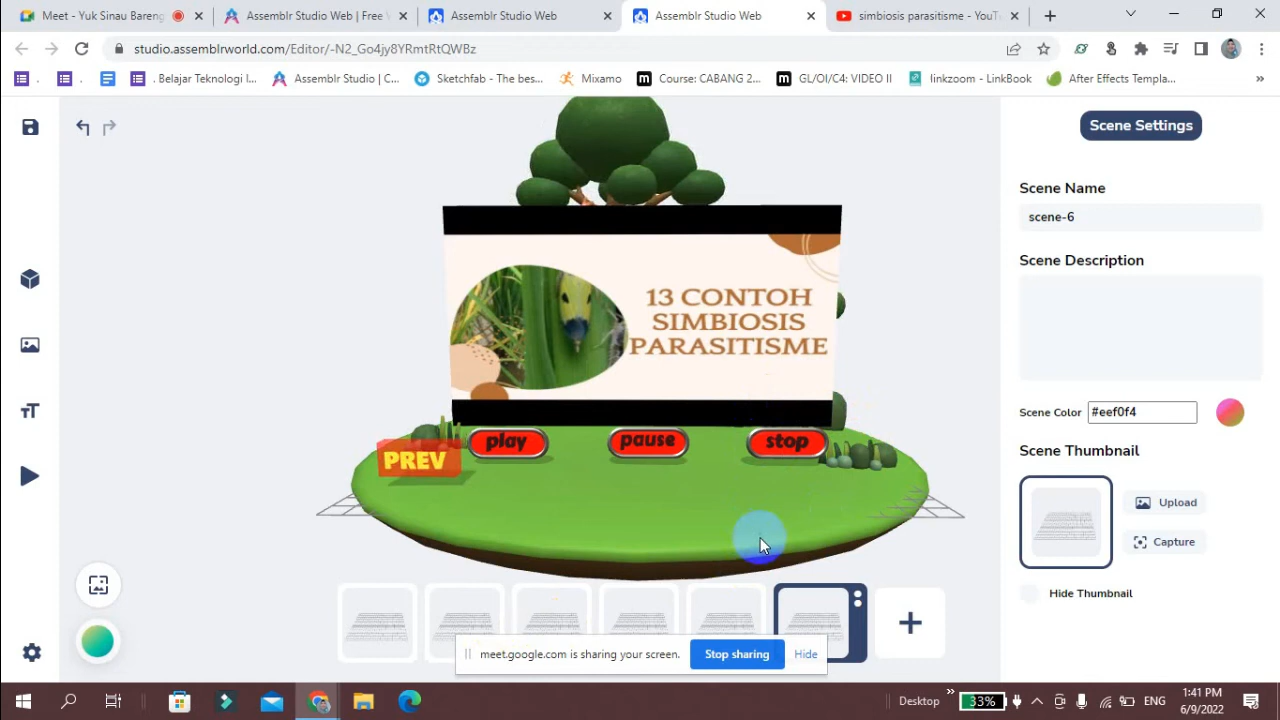 Meet - Yuk Sinau Bareng
Assemblr Studio Web | Free V
Assemblr Studio Web
Assemblr Studio Web
simbiosis parasitisme - YouT
studio.assemblrworld.com/Editor/-N2_Go4jy8YRmtRtQWBz
Belajar Teknologi I...
Assemblr Studio | C...
Sketchfab - The bes...
Mixamo
Course: CABANG 2...
GL/OI/C4: VIDEO II
linkzoom - LinkBook
After Effects Templa...
»
Scene Settings
Scene Name
scene-6
Scene Description
13 CONTOH
SIMBIOSIS
PARASITISME
Scene Color #eef0f4
play pause stop
PREV
Scene Thumbnail
Upload
Capture
Hide Thumbnail
meet.google.com is sharing your screen. Stop sharing Hide
Desktop » 33% ENG
1:41 PM
6/9/2022